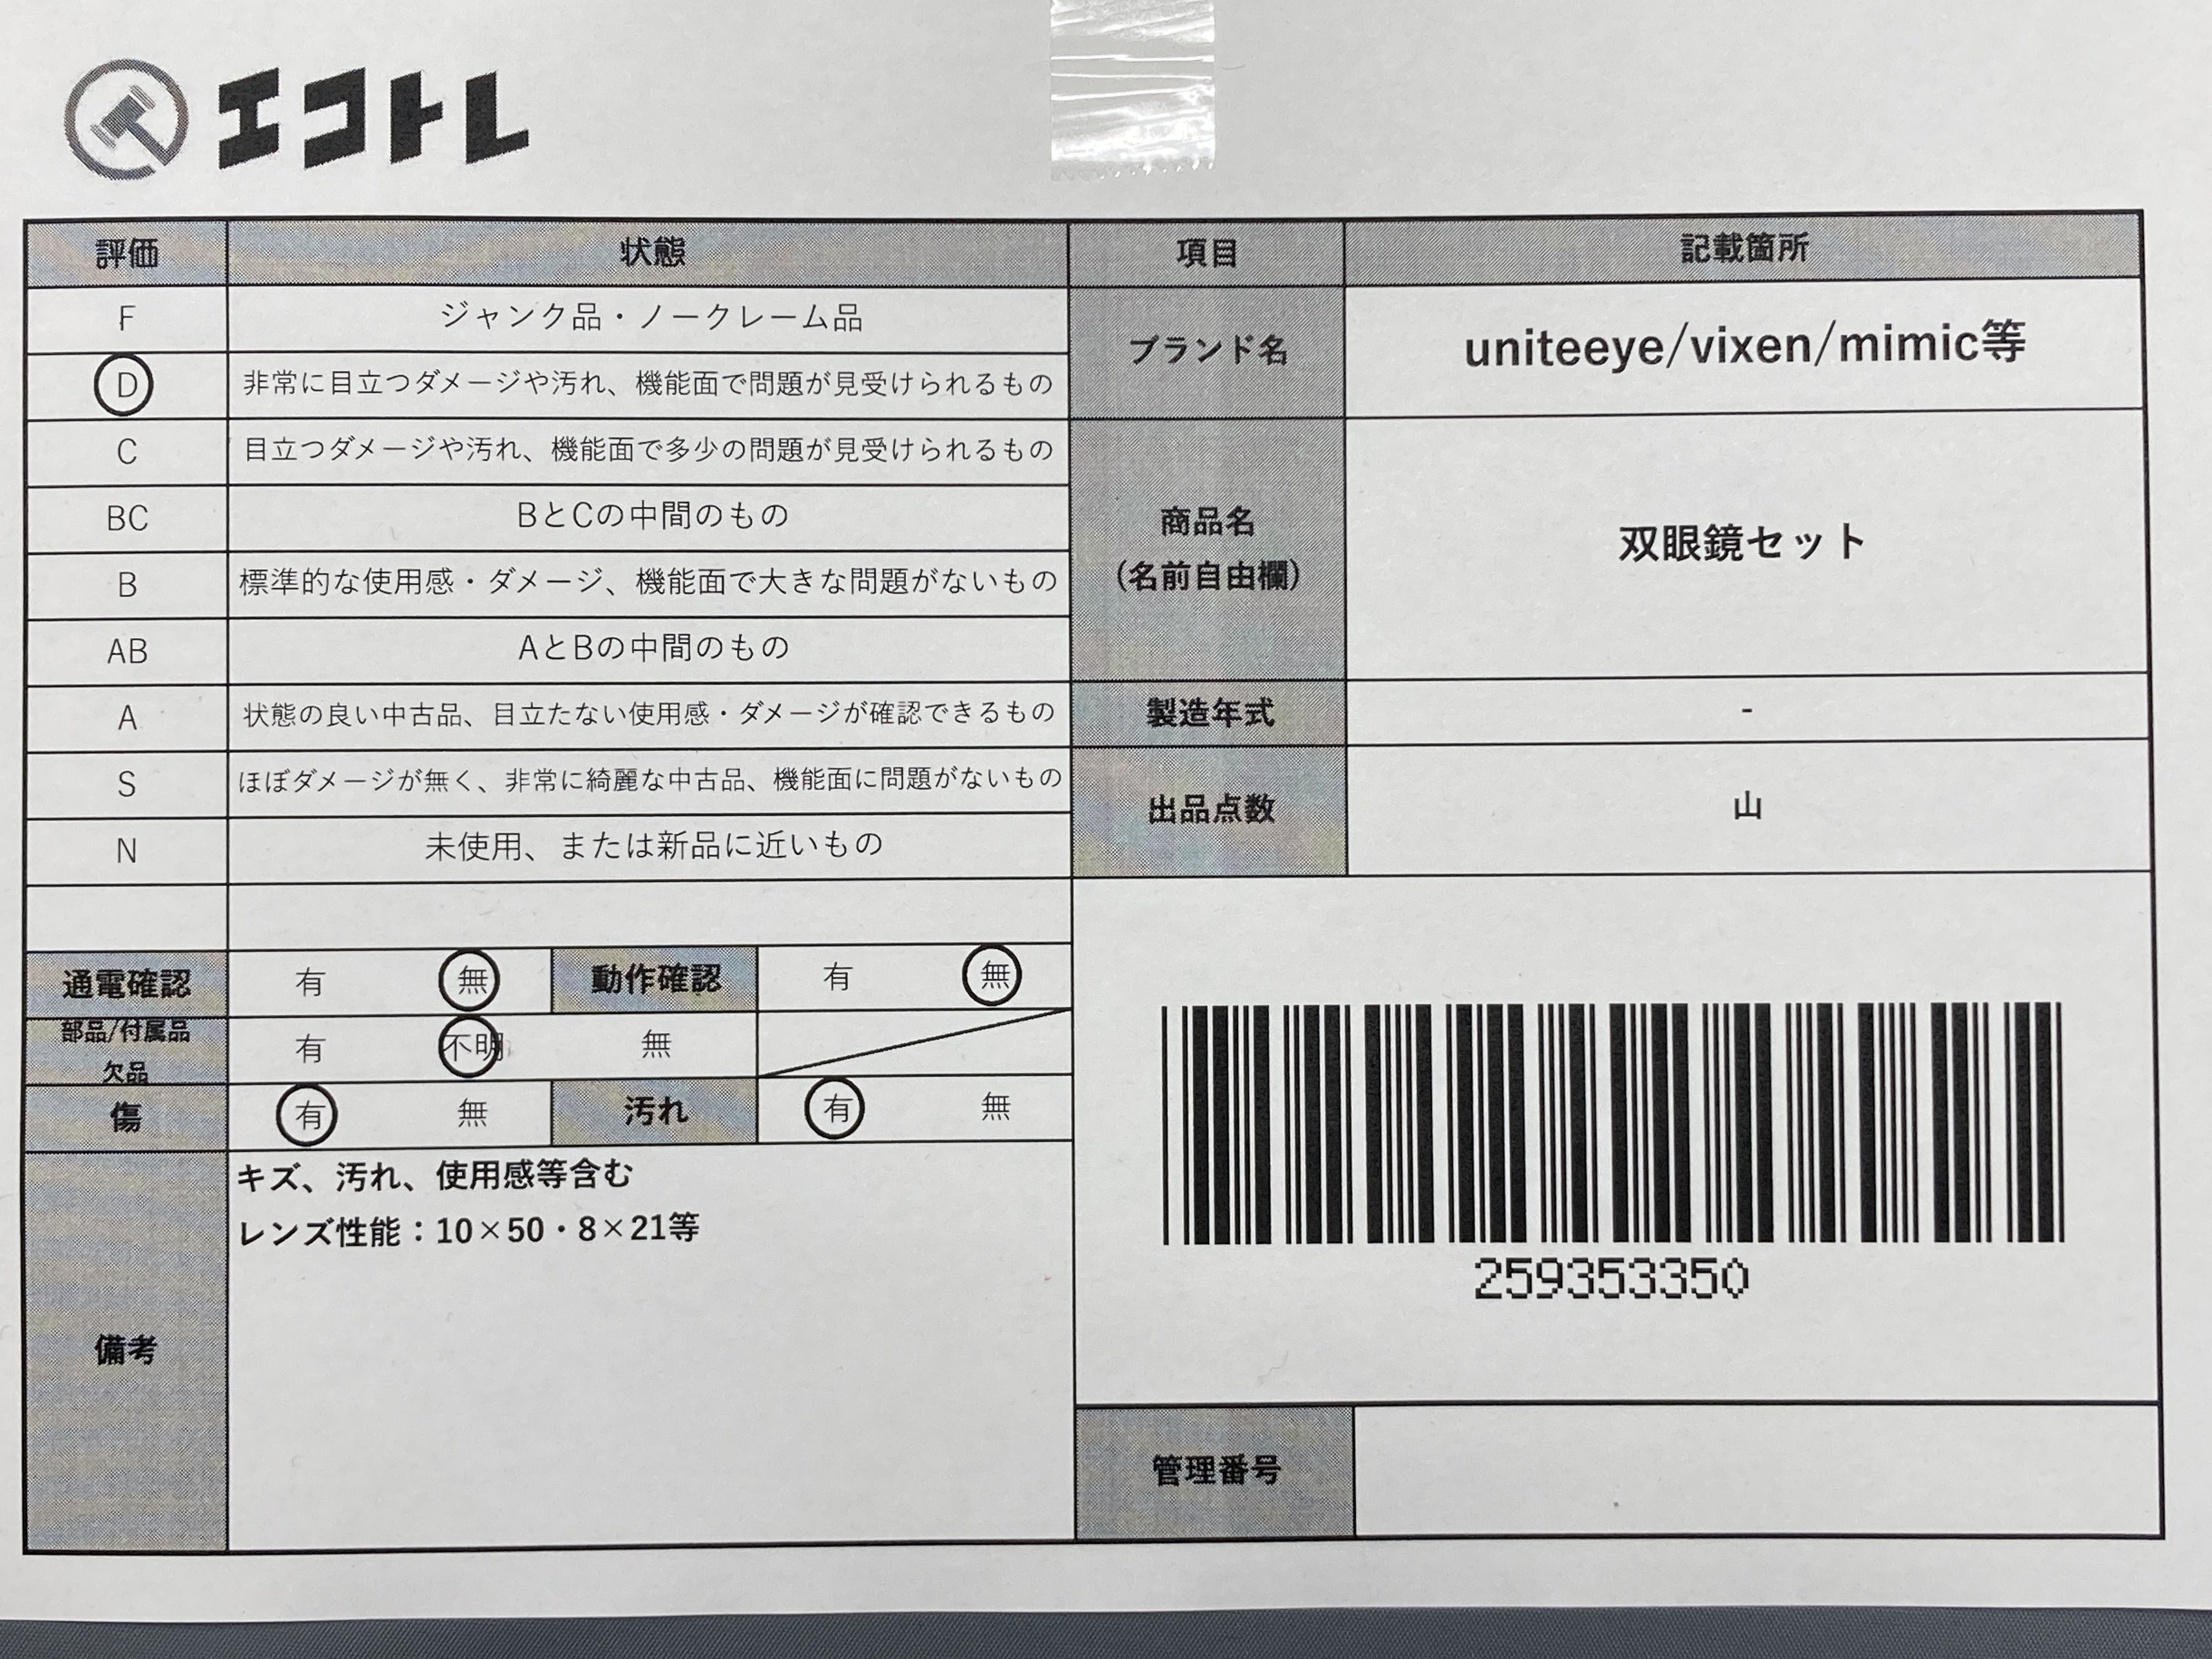 エコトレ
評価 状態 項目 記載箇所
F ジャンク品・ノークレーム品
D 非常に目立つダメージや汚れ、機能面で問題が見受けられるもの
C 目立つダメージや汚れ、機能面で多少の問題が見受けられるもの
BC BとCの中間のもの
B 標準的な使用感・ダメージ、機能面で大きな問題がないもの
AB AとBの中間のもの
A 状態の良い中古品、目立たない使用感・ダメージが確認できるもの
S ほぼダメージが無く、非常に綺麗な中古品、機能面に問題がないもの
N 未使用、または新品に近いもの
通電確認 有 無 動作確認 有 無
部品/付属品
欠品
有 不明 無
傷 有 無 汚れ 有 無
備考
キズ、汚れ、使用感等含む
レンズ性能：10×50・8×21等
ブランド名 uniteeye/vixen/mimic等
商品名
（名前自由欄）
双眼鏡セット
製造年式 -
出品点数 山
259353350
管理番号